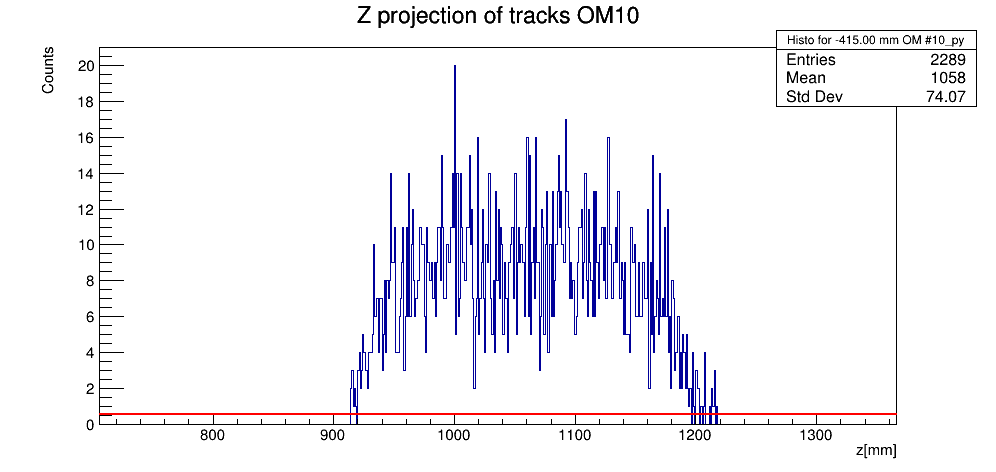 Z projection of tracks OM10
Histo for -415.00 mm OM #10_py
Entries 2289
Mean 1058
Std Dev 74.07
Counts
20
18
16
14
12
10
8
6
4
2
0
800 900 1000 1100 1200 1300
z[mm]